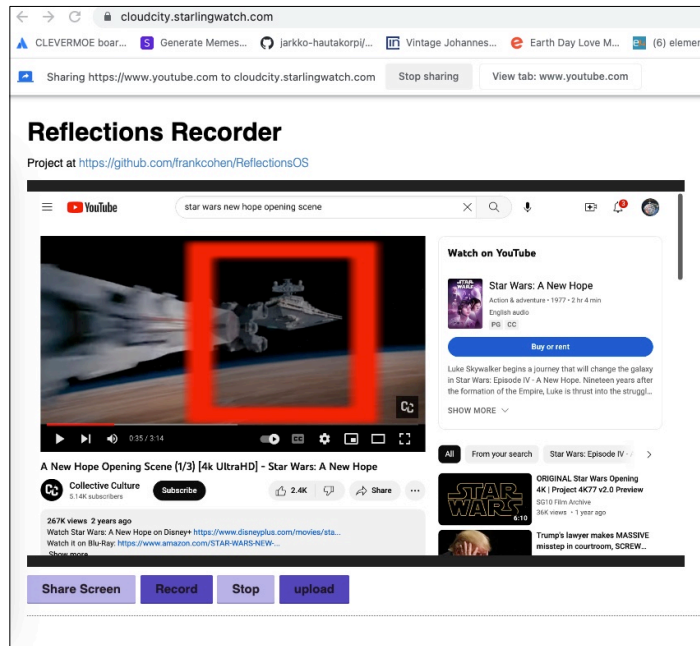 cloudcity.starlingwatch.com
CLEVERMOE boar...
Generate Memes...
jarkko-hautakorpi/...
Vintage Johannes...
Earth Day Love M...
(6) elemen
Sharing https://www.youtube.com to cloudcity.starlingwatch.com
Stop sharing
View tab: www.youtube.com
Reflections Recorder
Project at https://github.com/frankcohen/ReflectionsOS
YouTube
star wars new hope opening scene
3
0:35 / 3:14
CC
A New Hope Opening Scene (1/3) [4k UltraHD] - Star Wars: A New Hope
Collective Culture
5.14K subscribers
Subscribe
2.4K
Share
267K views 2 years ago
Watch Star Wars: A New Hope on Disney+ https://www.disneyplus.com/movies/sta...
Watch it on Blu-Ray: https://www.amazon.com/STAR-WARS-NEW-...
Show more
Watch on YouTube
Star Wars: A New Hope
Action & adventure • 1977 • 2 hr 4 min
English audio
PG CC
Buy or rent
Luke Skywalker begins a journey that will change the galaxy
in Star Wars: Episode IV - A New Hope. Nineteen years after
the formation of the Empire, Luke is thrust into the struggl...
SHOW MORE
All
From your search
Star Wars: Episode IV -
STAR
WARS
6:10
ORIGINAL Star Wars Opening
4K | Project 4K77 v2.0 Preview
SG10 Film Archive
36K views • 1 year ago
Trump's lawyer makes MASSIVE
misstep in courtroom, SCREW...
Share Screen
Record
Stop
upload